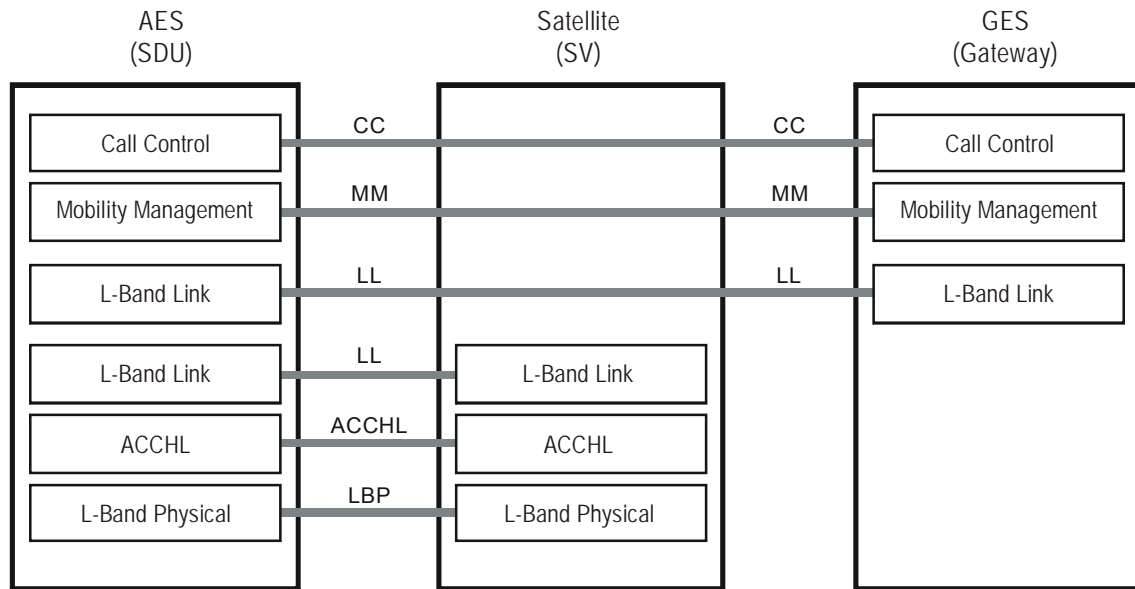 AES
(SDU)
Satellite
(SV)
GES
(Gateway)
Call Control
CC
CC
Call Control
Mobility Management
MM
MM
Mobility Management
L-Band Link
LL
LL
L-Band Link
L-Band Link
LL
L-Band Link
ACCHL
ACCHL
ACCHL
L-Band Physical
LBP
L-Band Physical